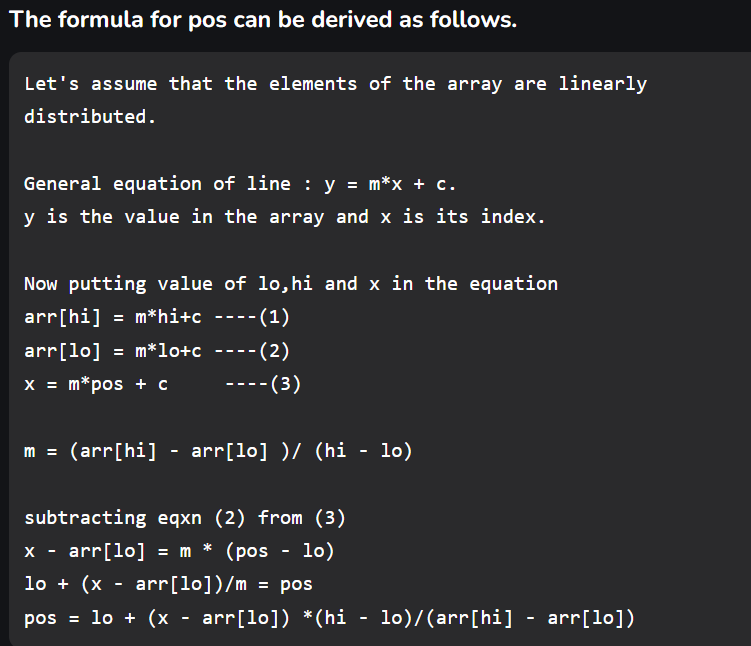 The formula for pos can be derived as follows.
Let's assume that the elements of the array are linearly
distributed.
General equation of line : y = m*x + c.
y is the value in the array and x is its index.
Now putting value of lo,hi and x in the equation
arr[hi] = m*hi+c ----(1)
arr[lo] = m*lo+c ----(2)
x = m*pos + c     ----(3)
m = (arr[hi] - arr[lo] )/ (hi - lo)
subtracting eqxn (2) from (3)
x - arr[lo] = m * (pos - lo)
lo + (x - arr[lo])/m = pos
pos = lo + (x - arr[lo]) *(hi - lo)/(arr[hi] - arr[lo])